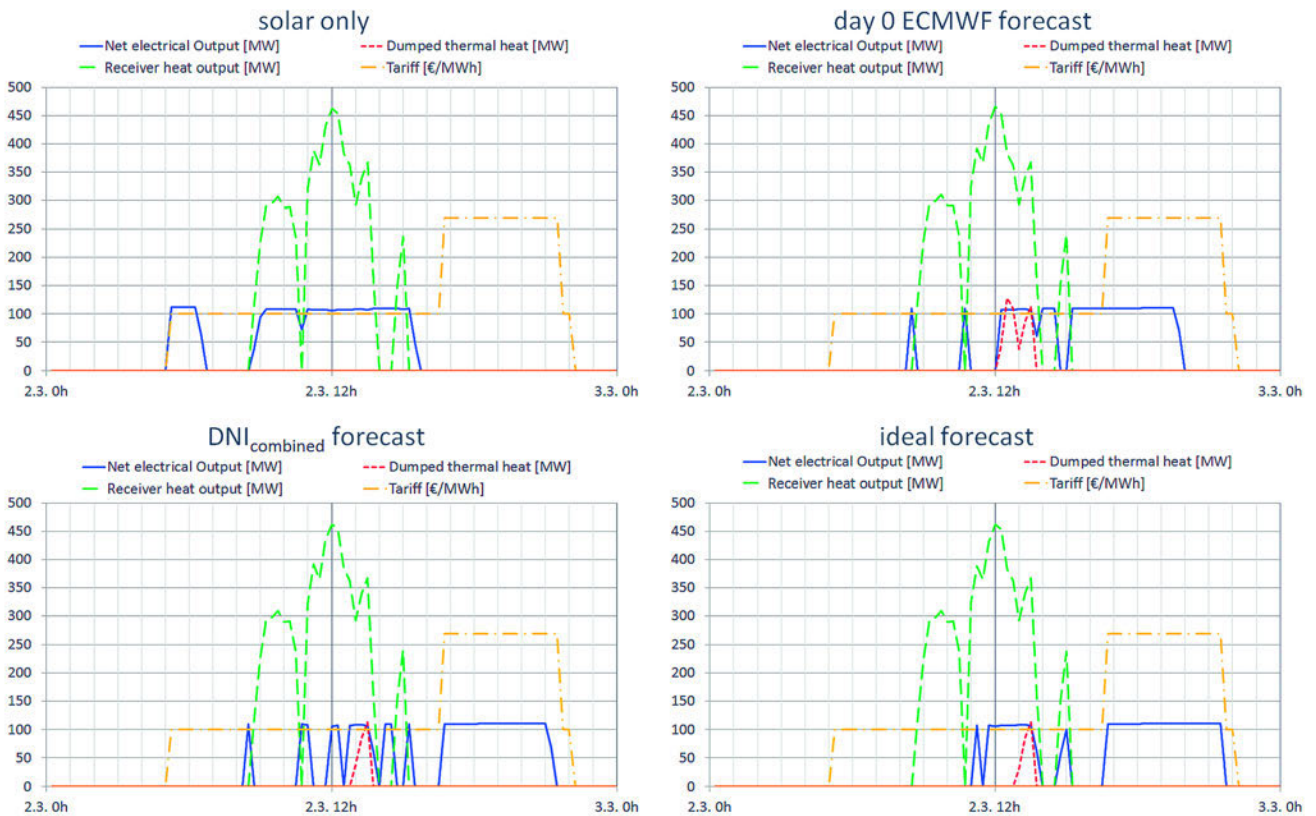 solar only
Net electrical Output [MW] Dumped thermal heat [MW]
Receiver heat output [MW] Tariff [€/MWh]
500
450
400
350
300
250
200
150
100
50
0
2.3. 0h 2.3. 12h 3.3. 0h
day 0 ECMWF forecast
Net electrical Output [MW] Dumped thermal heat [MW]
Receiver heat output [MW] Tariff [€/MWh]
500
450
400
350
300
250
200
150
100
50
0
2.3. 0h 2.3. 12h 3.3. 0h
DNIcombined forecast
Net electrical Output [MW] Dumped thermal heat [MW]
Receiver heat output [MW] Tariff [€/MWh]
500
450
400
350
300
250
200
150
100
50
0
2.3. 0h 2.3. 12h 3.3. 0h
ideal forecast
Net electrical Output [MW] Dumped thermal heat [MW]
Receiver heat output [MW] Tariff [€/MWh]
500
450
400
350
300
250
200
150
100
50
0
2.3. 0h 2.3. 12h 3.3. 0h